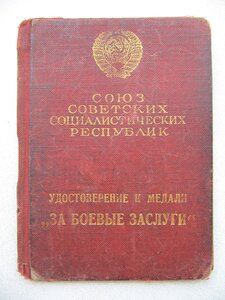 СОЮЗ
СОВЕТСКИХ
СОЦИАЛИСТИЧЕСКИХ
РЕСПУБЛИК
УДОСТОВЕРЕНИЕ К МЕДАЛИ
„ЗА БОЕВЫЕ ЗАСЛУГИ“